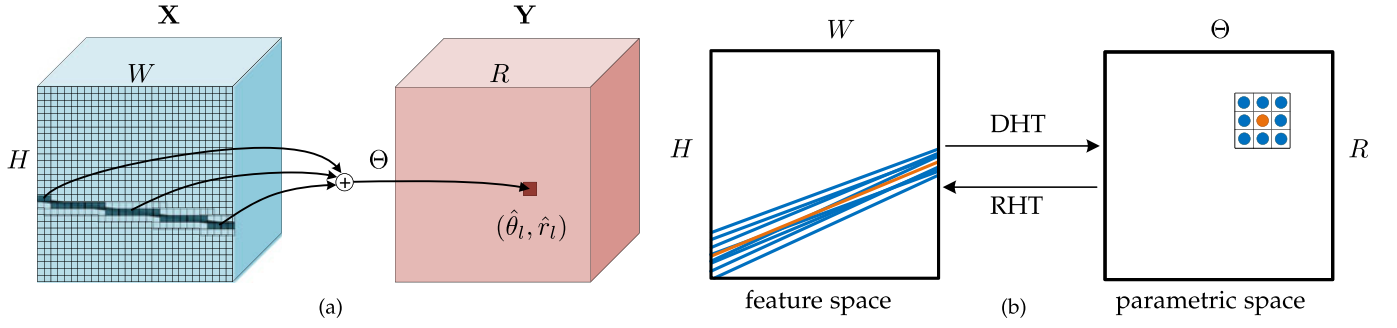 X
Y
W
R
H
Θ
+
(θ̂_l, r̂_l)
(a)
W
Θ
H
DHT
RHT
R
feature space
(b)
parametric space